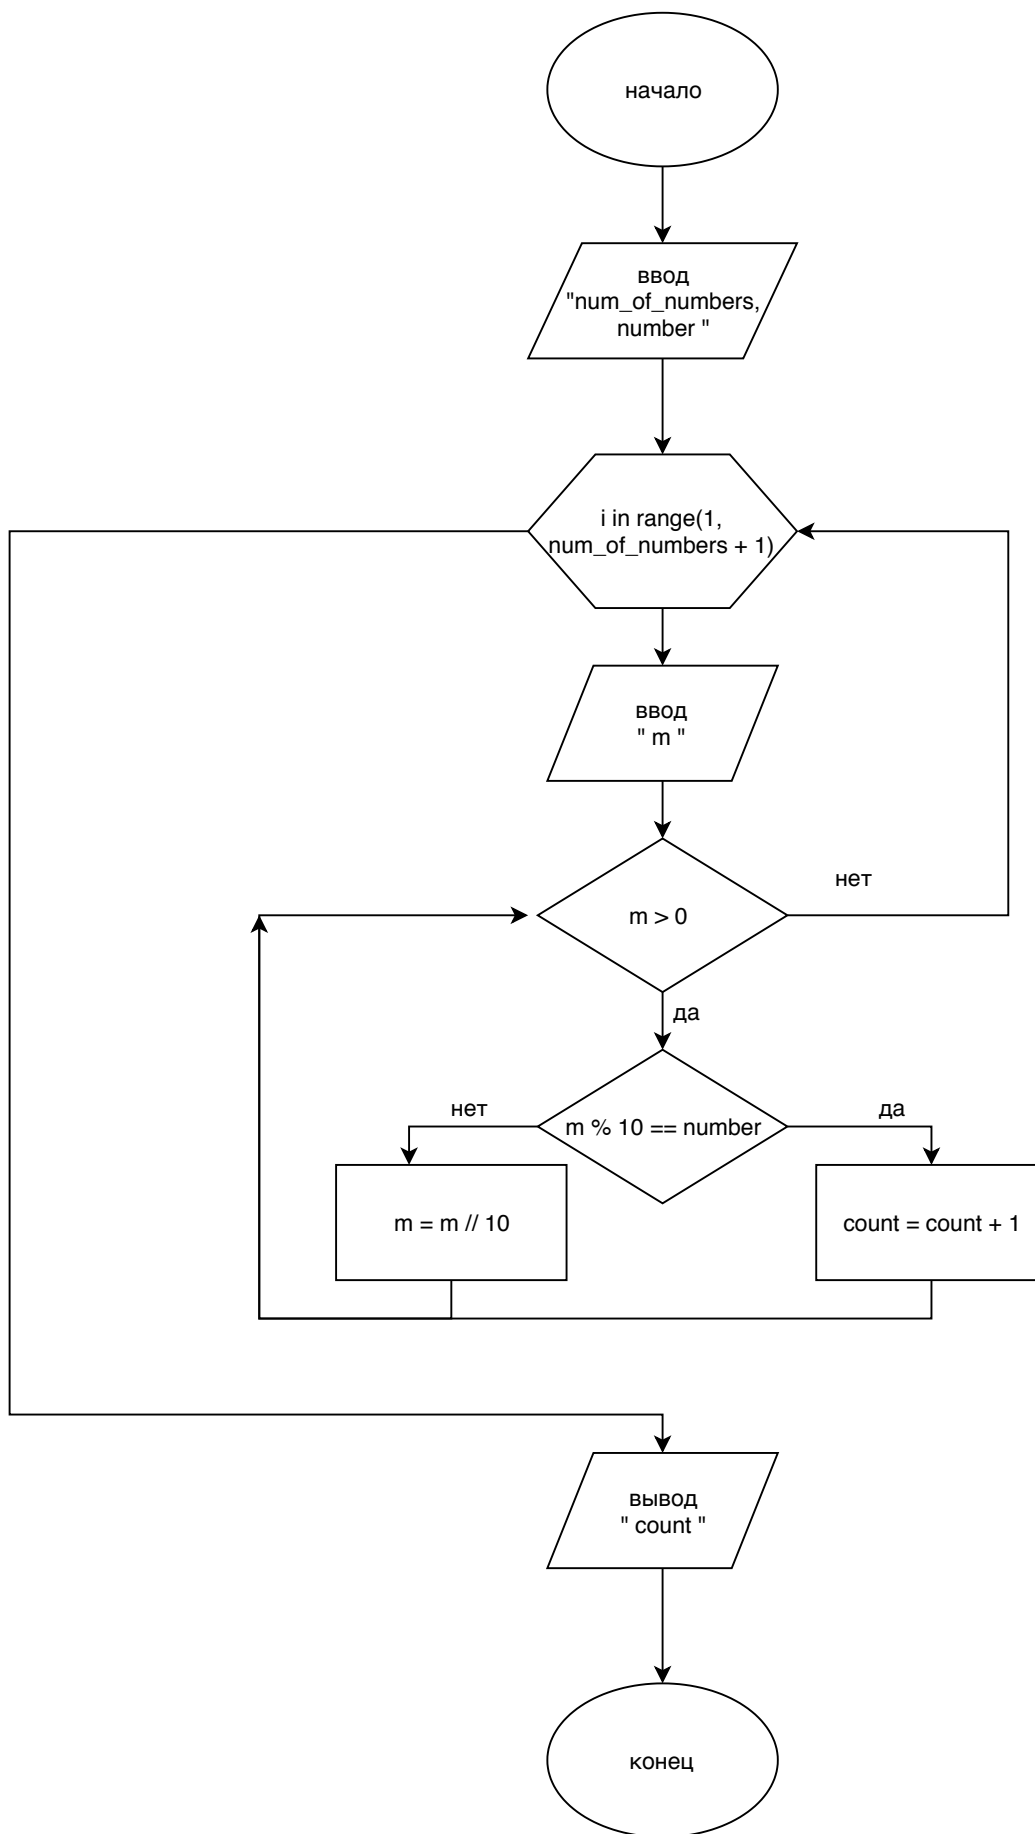 начало
ввод
"num_of_numbers,
number "
i in range(1,
num_of_numbers + 1)
ввод
" m "
нет
m > 0
да
нет
да
m % 10 == number
m = m // 10
count = count + 1
вывод
" count "
конец